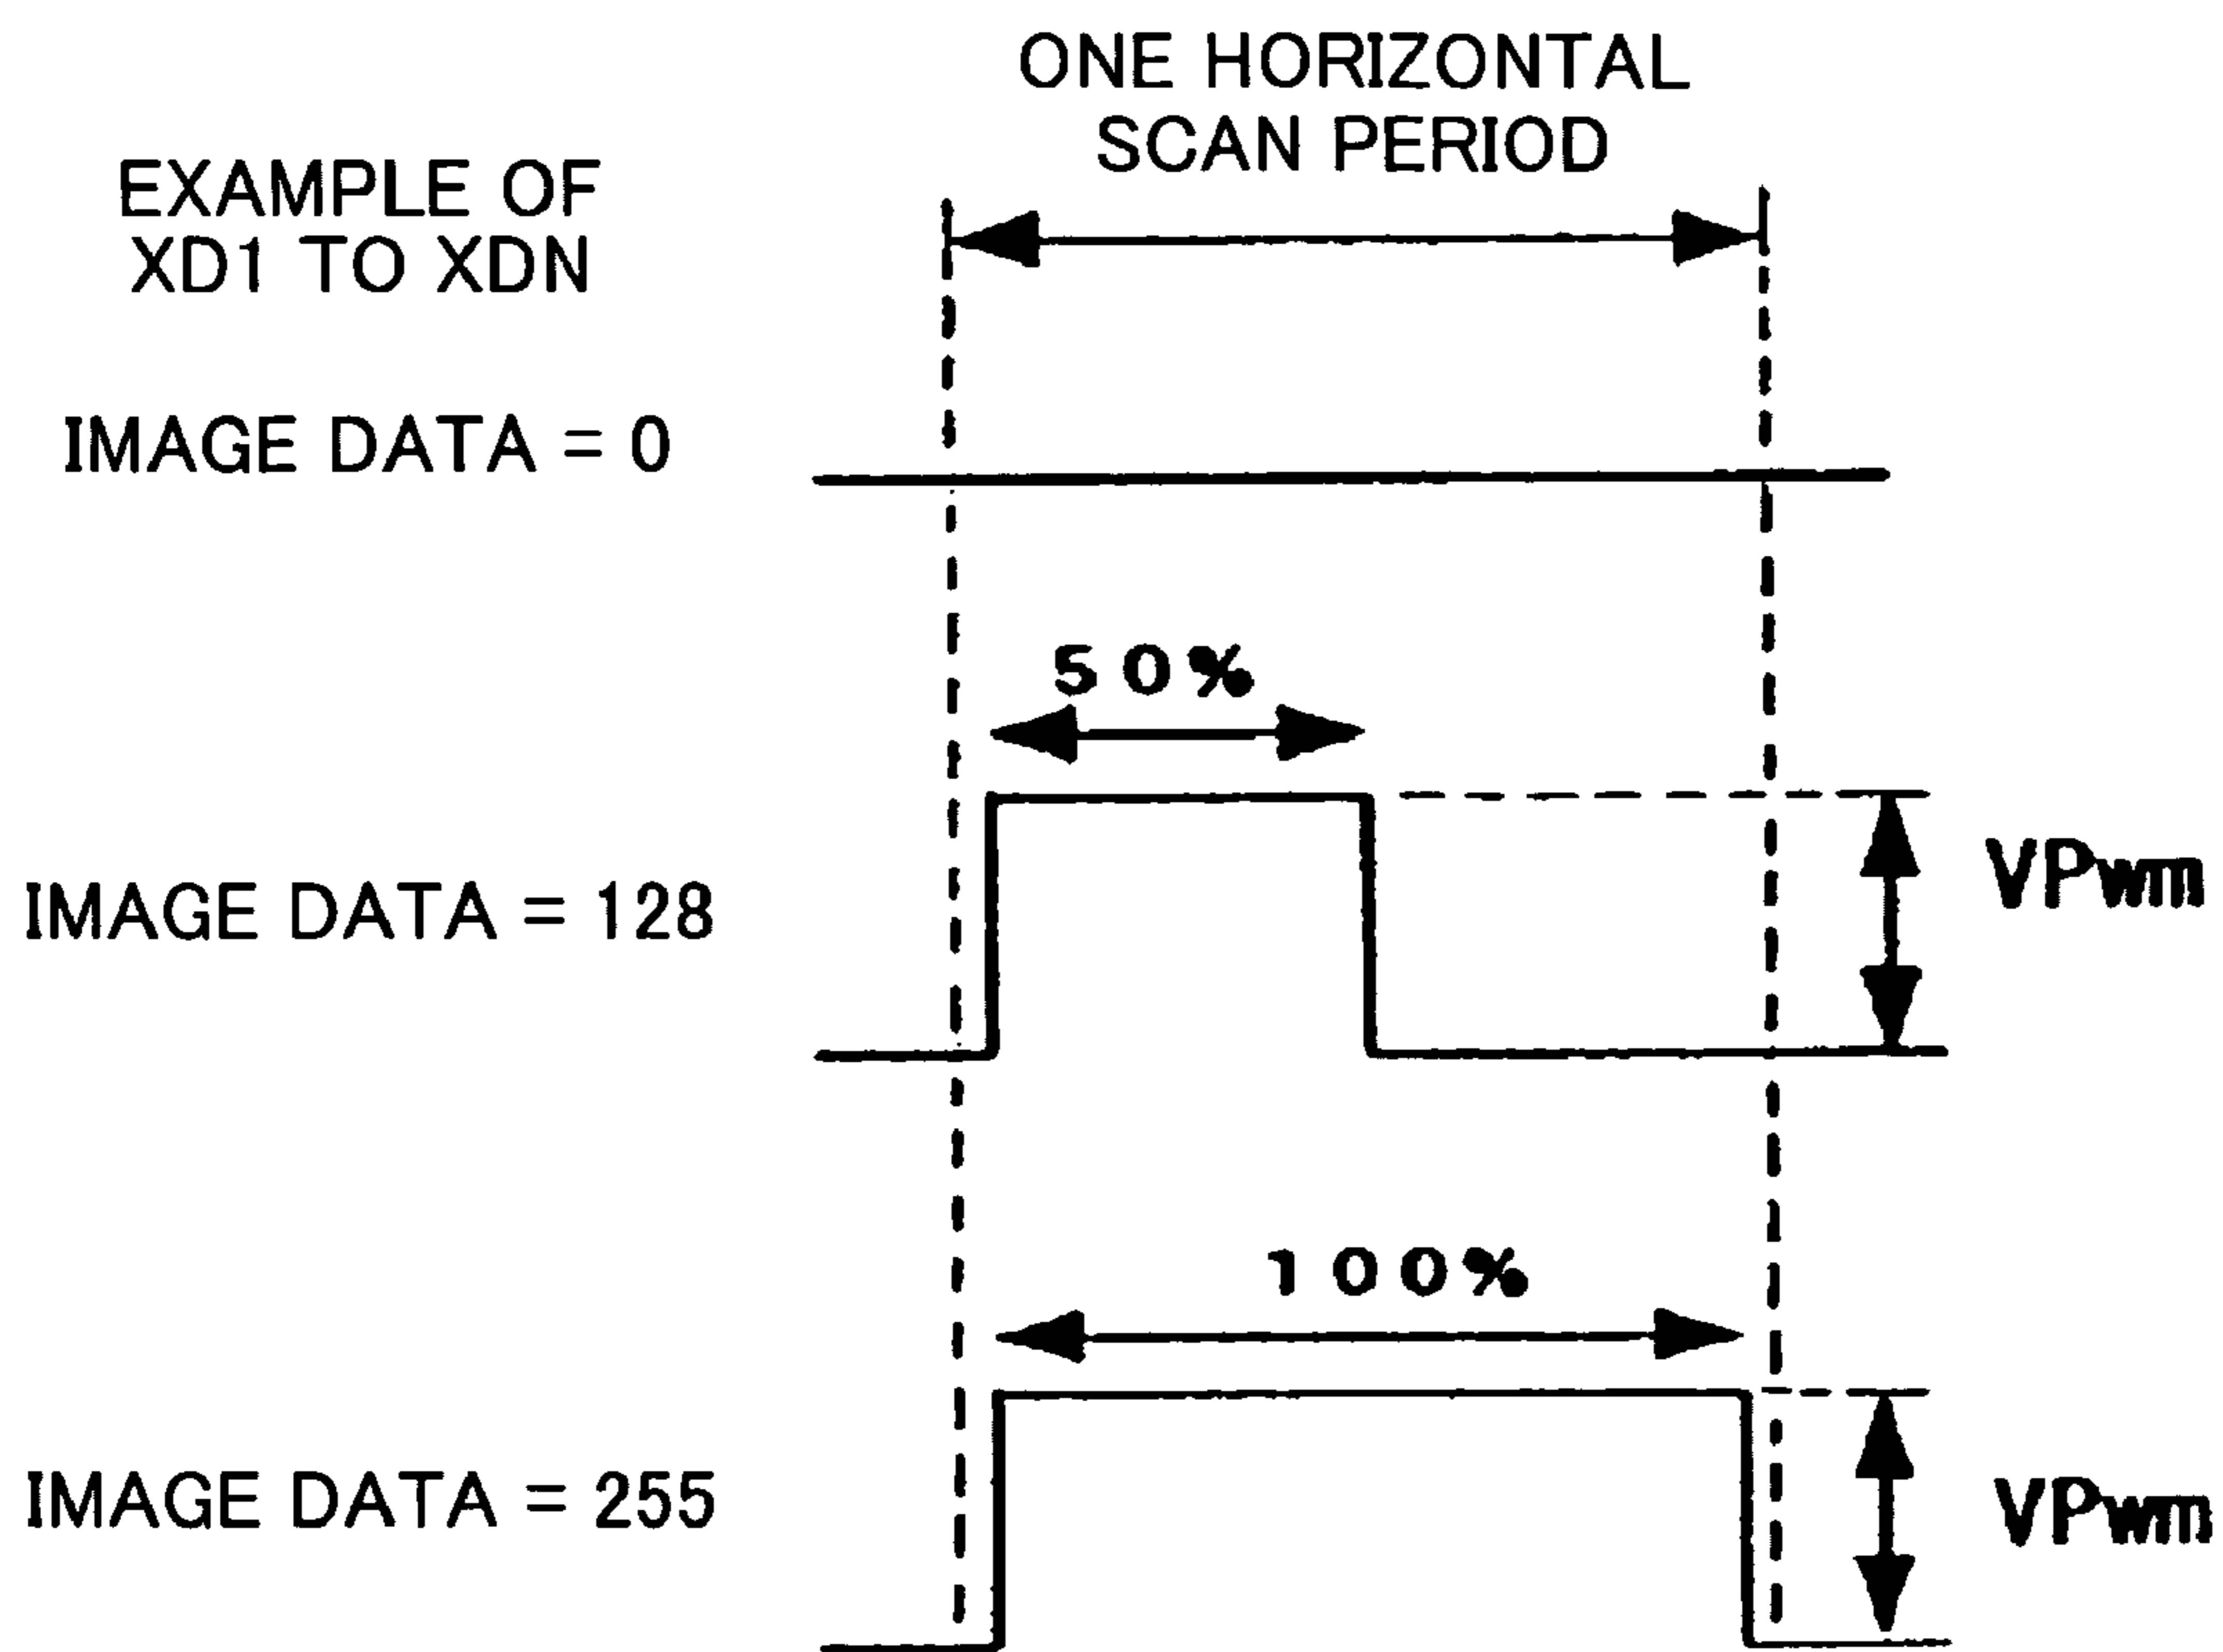 ONE HORIZONTAL
SCAN PERIOD
EXAMPLE OF
XD1 TO XDN
IMAGE DATA = 0
50%
IMAGE DATA = 128
VPwm
100%
IMAGE DATA = 255
VPwm